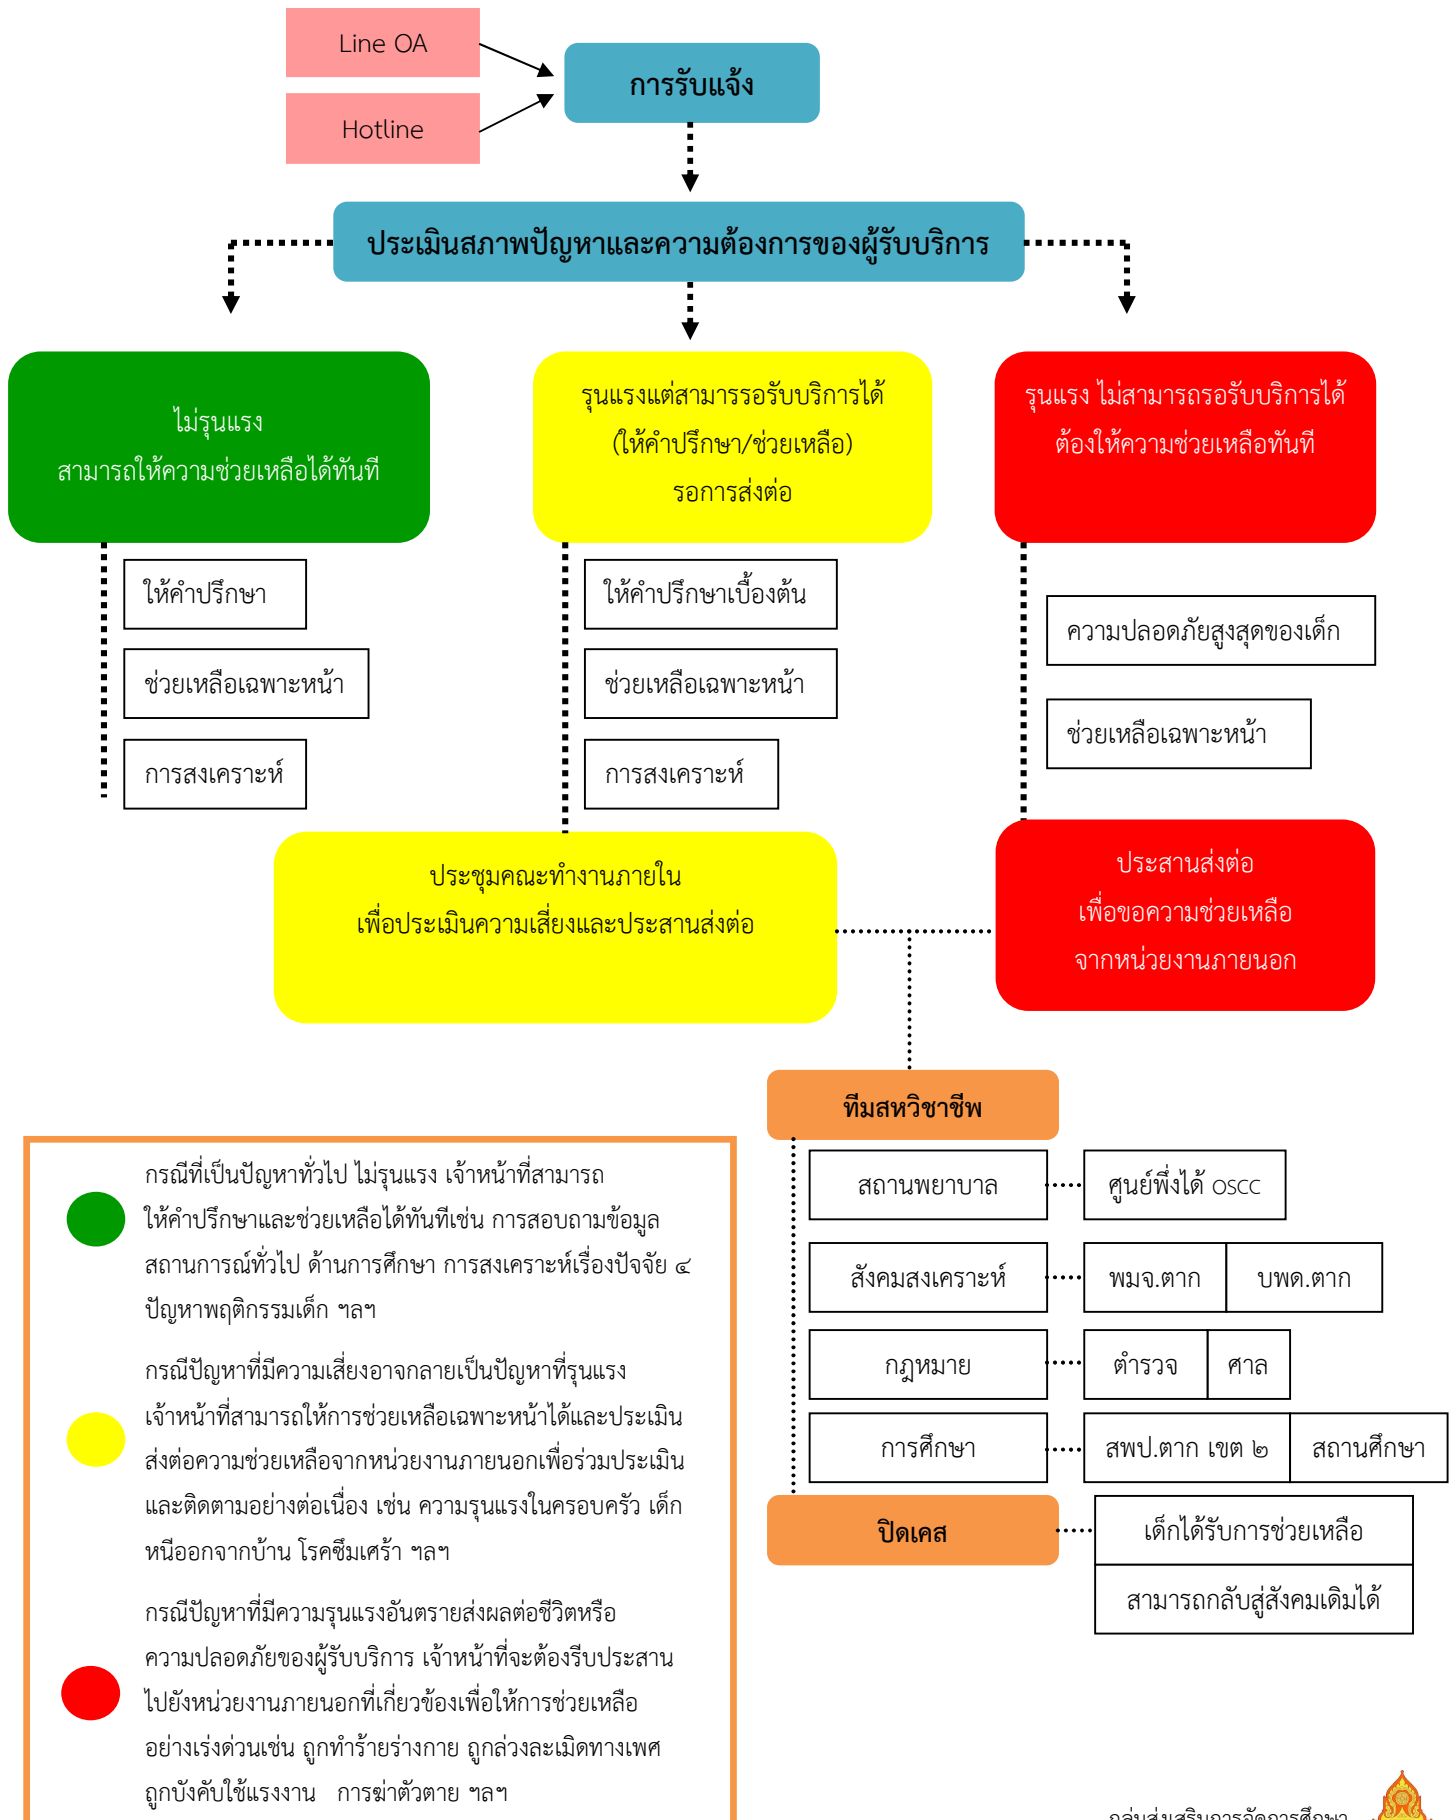 Line OA
Hotline
การรับแจ้ง
ประเมินสภาพปัญหาและความต้องการของผู้รับบริการ
ไม่รุนแรง
สามารถให้ความช่วยเหลือได้ทันที
รุนแรงแต่สามารรอรับบริการได้
(ให้คำปรึกษา/ช่วยเหลือ)
รอการส่งต่อ
รุนแรง ไม่สามารถรอรับบริการได้
ต้องให้ความช่วยเหลือทันที
ให้คำปรึกษา
ช่วยเหลือเฉพาะหน้า
การสงเคราะห์
ให้คำปรึกษาเบื้องต้น
ช่วยเหลือเฉพาะหน้า
การสงเคราะห์
ความปลอดภัยสูงสุดของเด็ก
ช่วยเหลือเฉพาะหน้า
ประชุมคณะทำงานภายใน
เพื่อประเมินความเสี่ยงและประสานส่งต่อ
ประสานส่งต่อ
เพื่อขอความช่วยเหลือ
จากหน่วยงานภายนอก
ทีมสหวิชาชีพ
สถานพยาบาล
ศูนย์พึ่งได้ OSCC
สังคมสงเคราะห์
พมจ.ตาก
บพด.ตาก
กฎหมาย
ตำรวจ
ศาล
การศึกษา
สพป.ตาก เขต ๒
สถานศึกษา
ปิดเคส
เด็กได้รับการช่วยเหลือ
สามารถกลับสู่สังคมเดิมได้
กรณีที่เป็นปัญหาทั่วไป ไม่รุนแรง เจ้าหน้าที่สามารถ
ให้คำปรึกษาและช่วยเหลือได้ทันทีเช่น การสอบถามข้อมูล
สถานการณ์ทั่วไป ด้านการศึกษา การสงเคราะห์เรื่องปัจจัย ๔
ปัญหาพฤติกรรมเด็ก ฯลฯ
กรณีปัญหาที่มีความเสี่ยงอาจกลายเป็นปัญหาที่รุนแรง
เจ้าหน้าที่สามารถให้การช่วยเหลือเฉพาะหน้าได้และประเมิน
ส่งต่อความช่วยเหลือจากหน่วยงานภายนอกเพื่อร่วมประเมิน
และติดตามอย่างต่อเนื่อง เช่น ความรุนแรงในครอบครัว เด็ก
หนีออกจากบ้าน โรคซึมเศร้า ฯลฯ
กรณีปัญหาที่มีความรุนแรงอันตรายส่งผลต่อชีวิตหรือ
ความปลอดภัยของผู้รับบริการ เจ้าหน้าที่จะต้องรีบประสาน
ไปยังหน่วยงานภายนอกที่เกี่ยวข้องเพื่อให้การช่วยเหลือ
อย่างเร่งด่วนเช่น ถูกทำร้ายร่างกาย ถูกล่วงละเมิดทางเพศ
ถูกบังคับใช้แรงงาน การฆ่าตัวตาย ฯลฯ
กลุ่มส่งเสริมการจัดการศึกษา